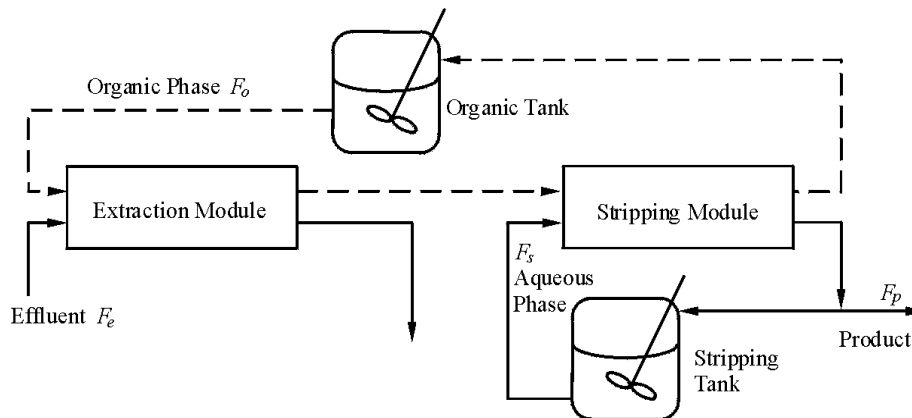 Organic Phase F_o
Organic Tank
Extraction Module
Stripping Module
F_s
Aqueous
Phase
F_p
Effluent F_e
Product
Stripping
Tank